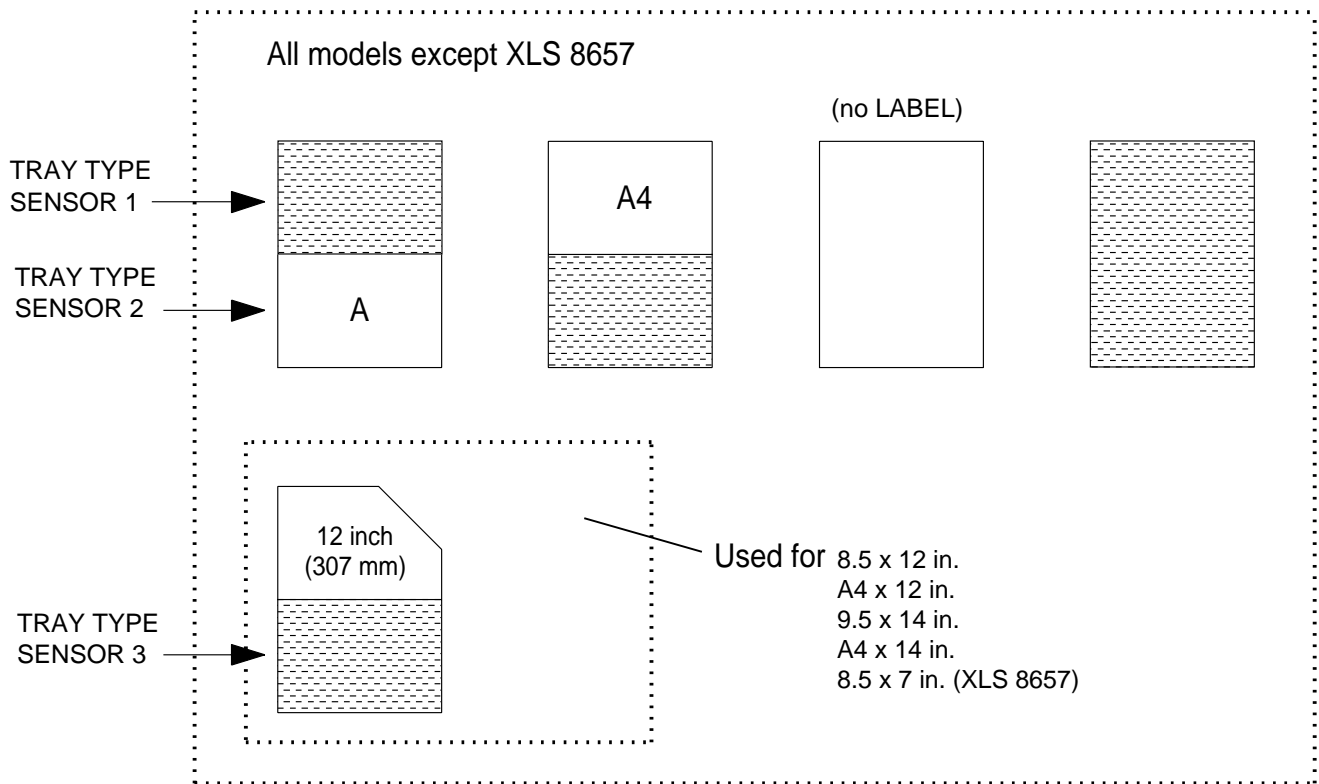 All models except XLS 8657
(no LABEL)
TRAY TYPE
SENSOR 1
A4
TRAY TYPE
SENSOR 2
A
12 inch
(307 mm)
Used for 8.5 x 12 in.
A4 x 12 in.
9.5 x 14 in.
A4 x 14 in.
8.5 x 7 in. (XLS 8657)
TRAY TYPE
SENSOR 3